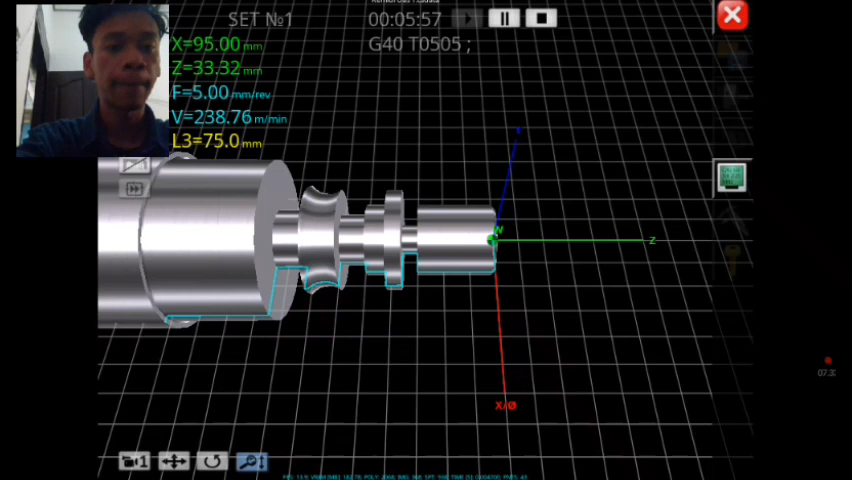 SET №1
00:05:57
X=95.00 mm
G40 T0505 ;
Z=33.32 mm
F=5.00 mm/rev
V=238.76 m/min
L3=75.0 mm
W
Z
X/Ø
1